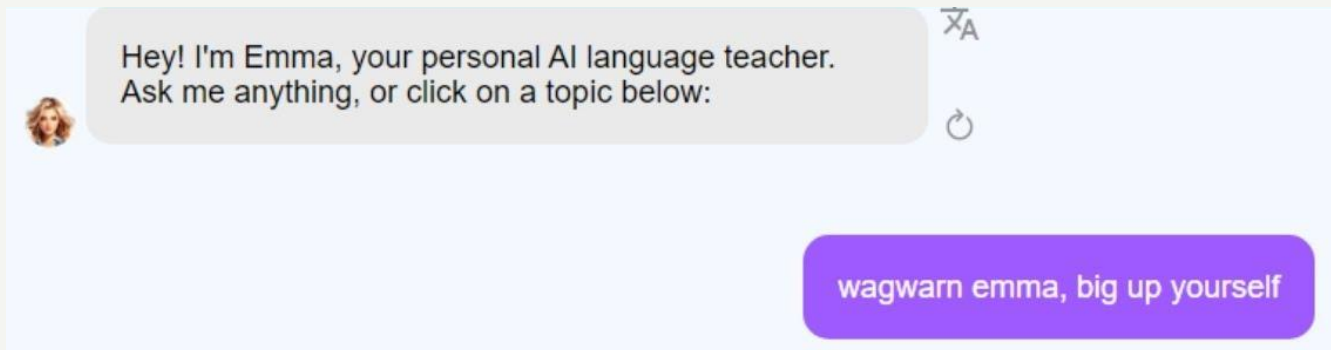 Hey! I'm Emma, your personal AI language teacher.
Ask me anything, or click on a topic below:
wagwarn emma, big up yourself